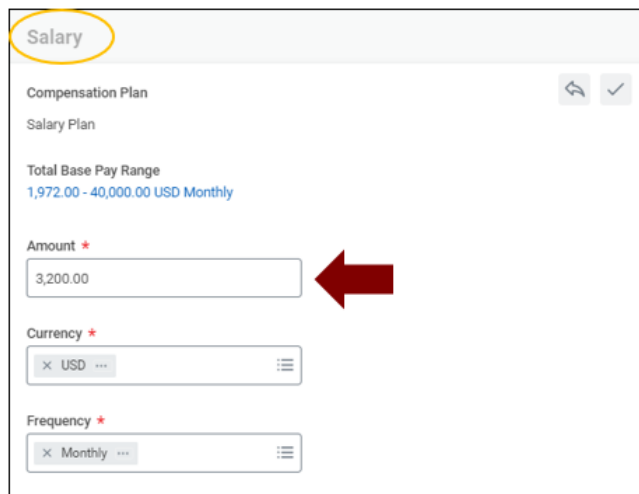 Salary
Compensation Plan
Salary Plan
Total Base Pay Range
1,972.00 - 40,000.00 USD Monthly
Amount *
3,200.00
Currency *
× USD ···
Frequency *
× Monthly ···